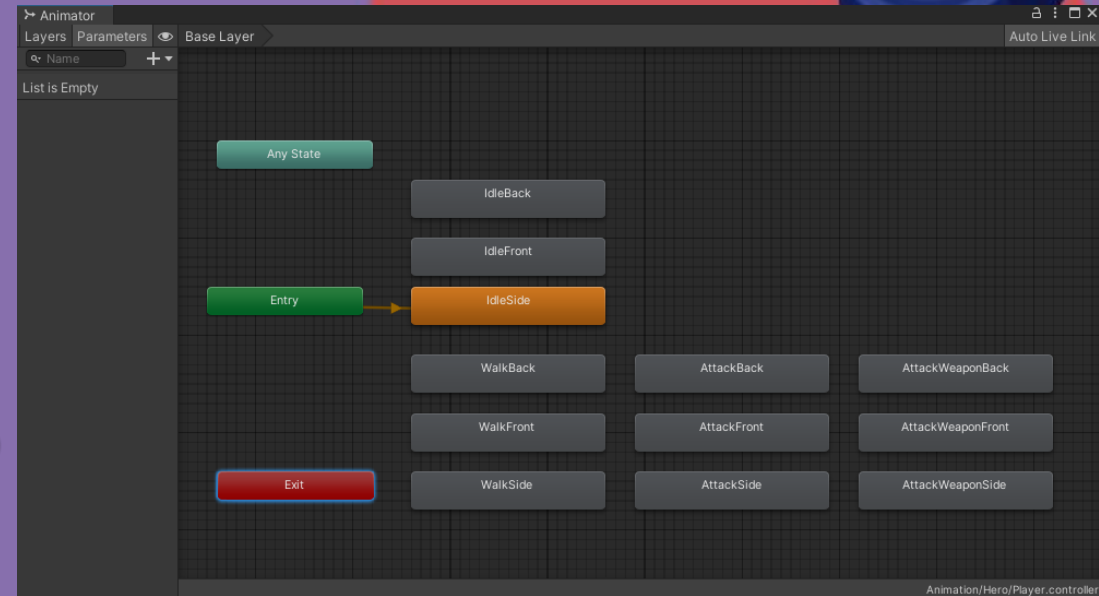 Animator
Layers Parameters Base Layer Auto Live Link
Name
List is Empty
Any State
IdleBack
IdleFront
Entry IdleSide
WalkBack AttackBack AttackWeaponBack
WalkFront AttackFront AttackWeaponFront
Exit WalkSide AttackSide AttackWeaponSide
Animation/Hero/Player.controller